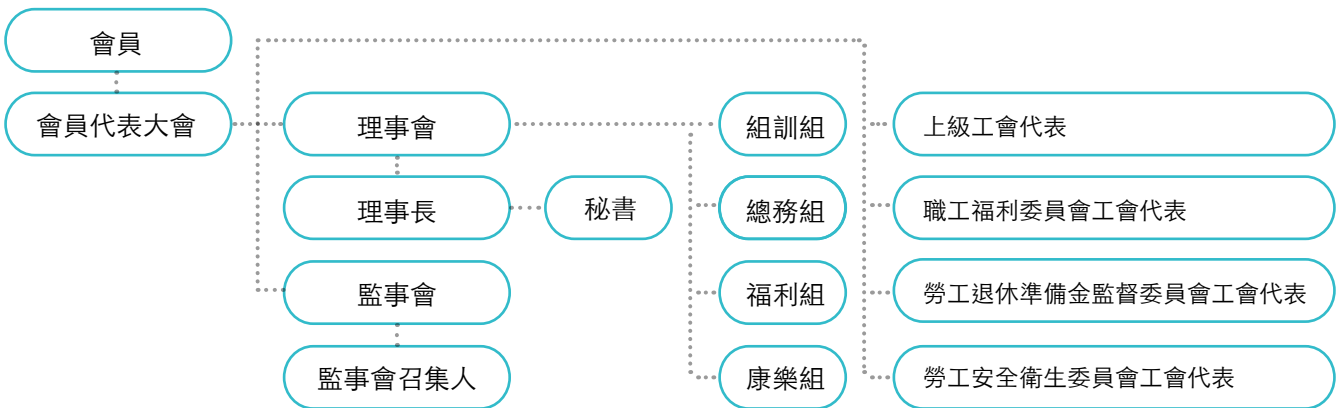 會員
會員代表大會
理事會
理事長
秘書
監事會
監事會召集人
組訓組
總務組
福利組
康樂組
上級工會代表
職工福利委員會工會代表
勞工退休準備金監督委員會工會代表
勞工安全衛生委員會工會代表